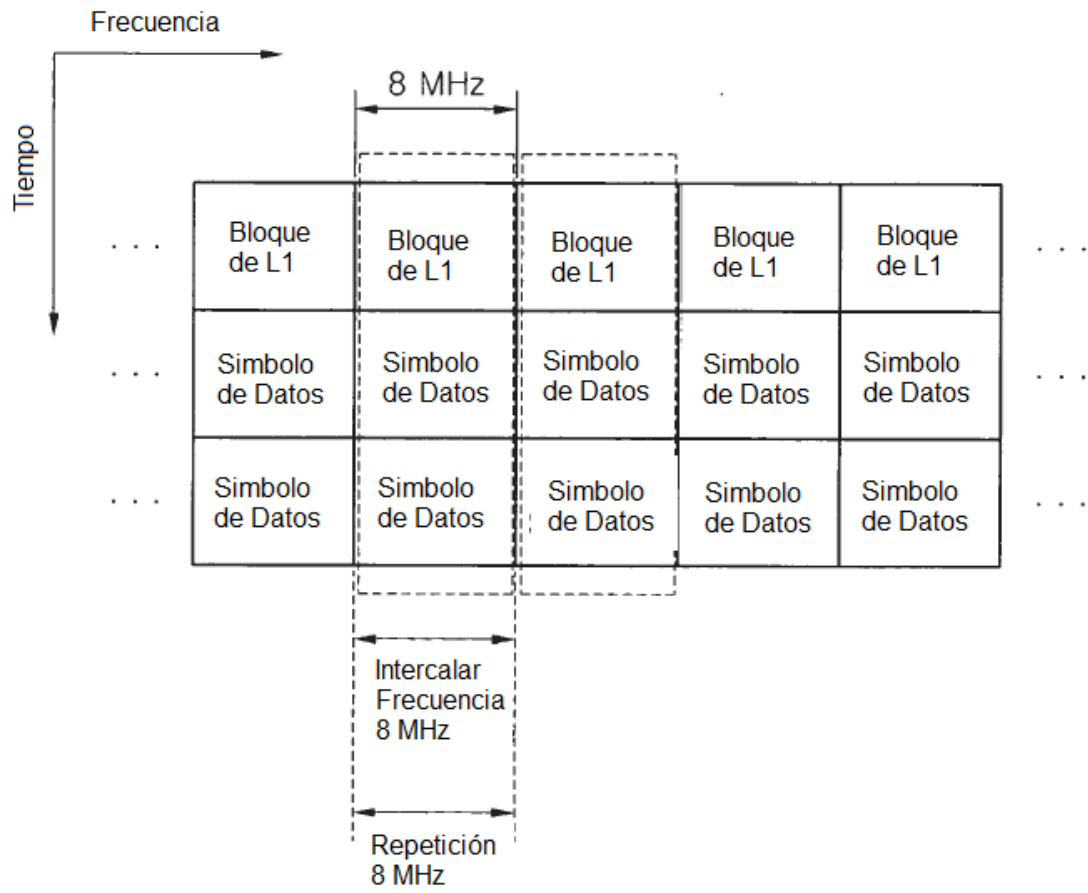 Frecuencia
8 MHz
Tiempo
. . . Bloque de L1 Bloque de L1 Bloque de L1 Bloque de L1 Bloque de L1 . . .
. . . Simbolo de Datos Simbolo de Datos Simbolo de Datos Simbolo de Datos Simbolo de Datos . . .
. . . Simbolo de Datos Simbolo de Datos Simbolo de Datos Simbolo de Datos Simbolo de Datos . . .
Intercalar
Frecuencia
8 MHz
Repetición
8 MHz